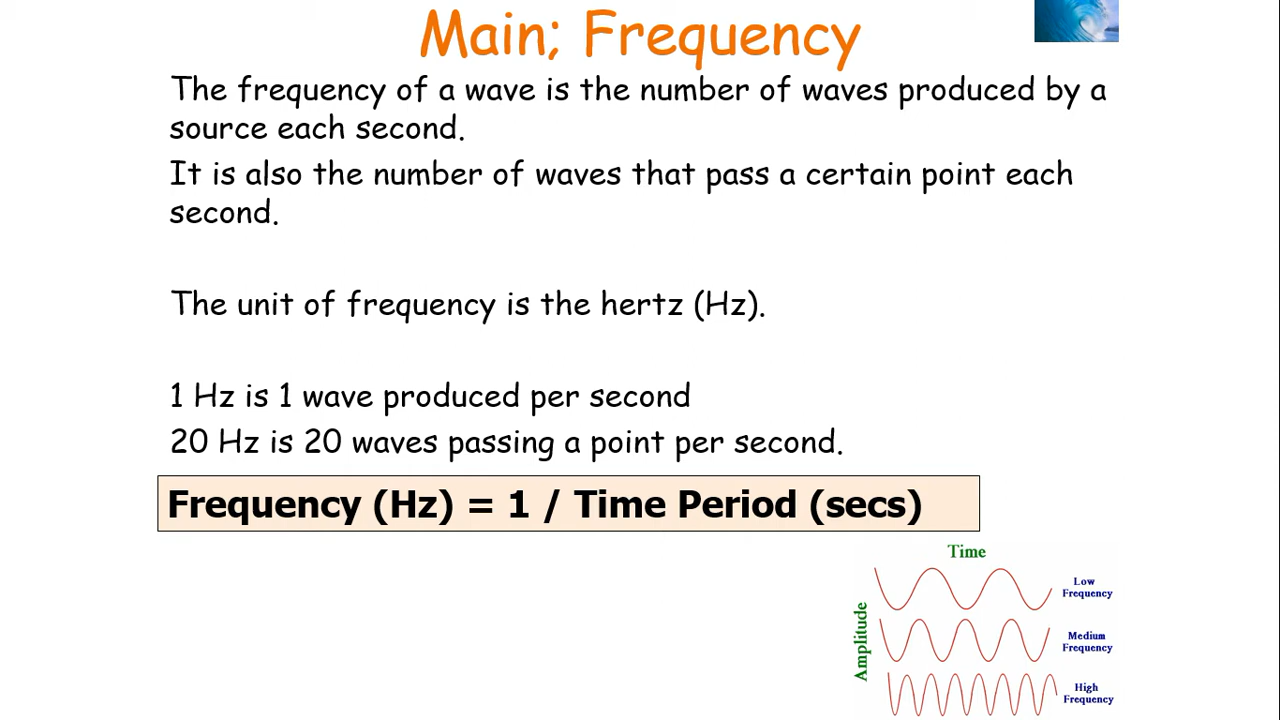 Main; Frequency
The frequency of a wave is the number of waves produced by a
source each second.
It is also the number of waves that pass a certain point each
second.
The unit of frequency is the hertz (Hz).
1 Hz is 1 wave produced per second
20 Hz is 20 waves passing a point per second.
Frequency (Hz) = 1 / Time Period (secs)
Time
Amplitude
Low
Frequency
Medium
Frequency
High
Frequency